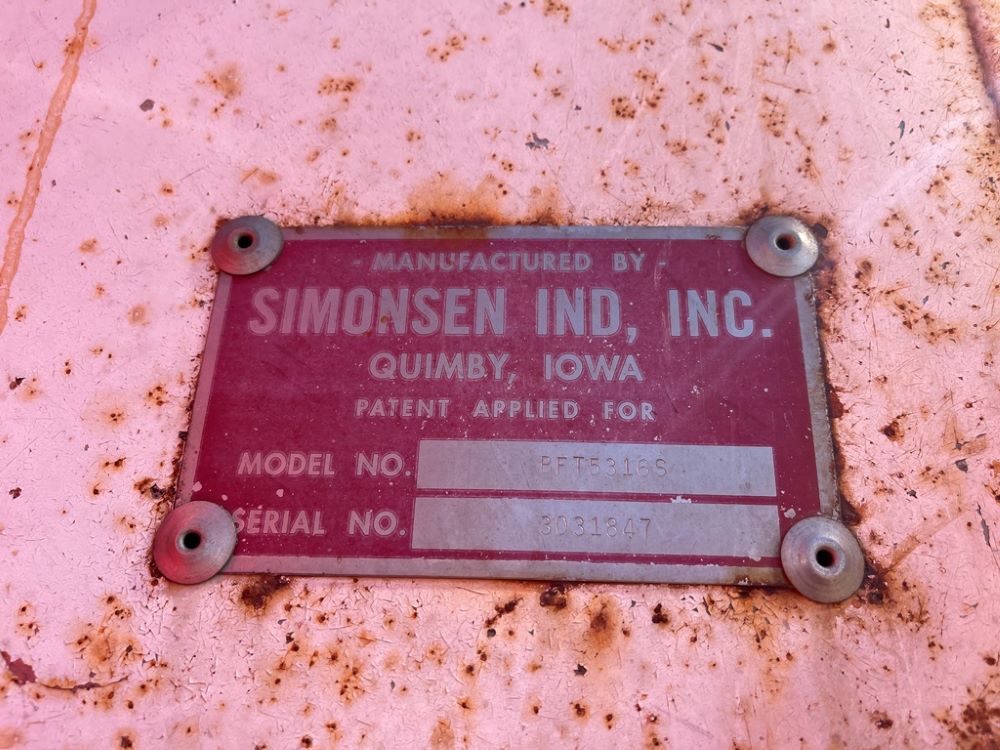 - MANUFACTURED BY -
SIMONSEN IND, INC.
QUIMBY, IOWA
PATENT APPLIED FOR
MODEL NO. PFT5316S
SERIAL NO. 3031847